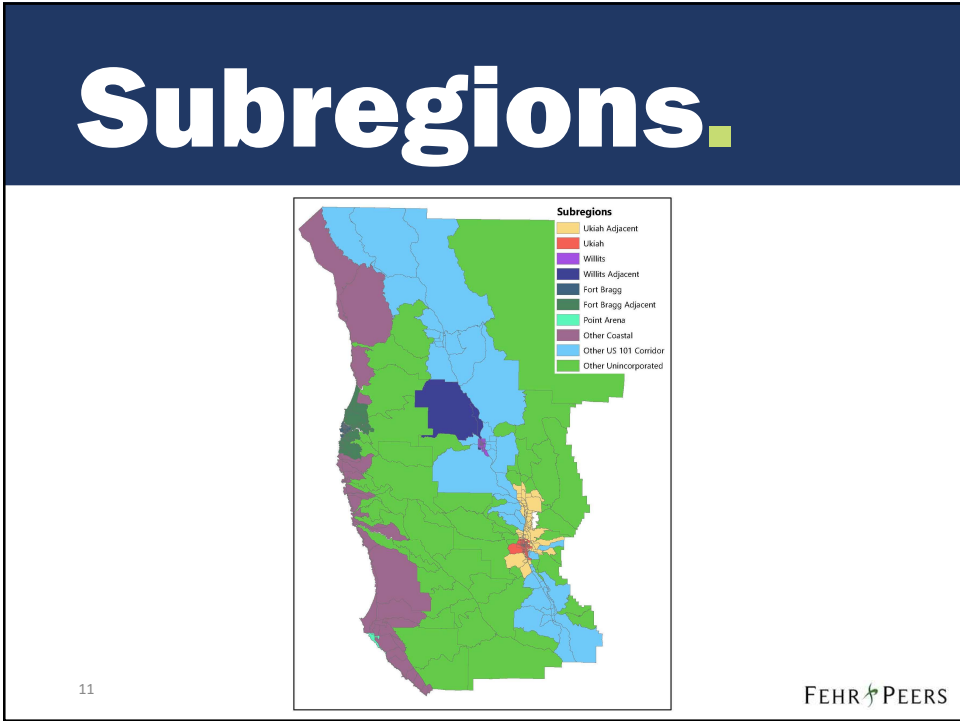 Subregions.
Subregions
Ukiah Adjacent
Ukiah
Willits
Willits Adjacent
Fort Bragg
Fort Bragg Adjacent
Point Arena
Other Coastal
Other US 101 Corridor
Other Unincorporated
11
FEHR PEERS